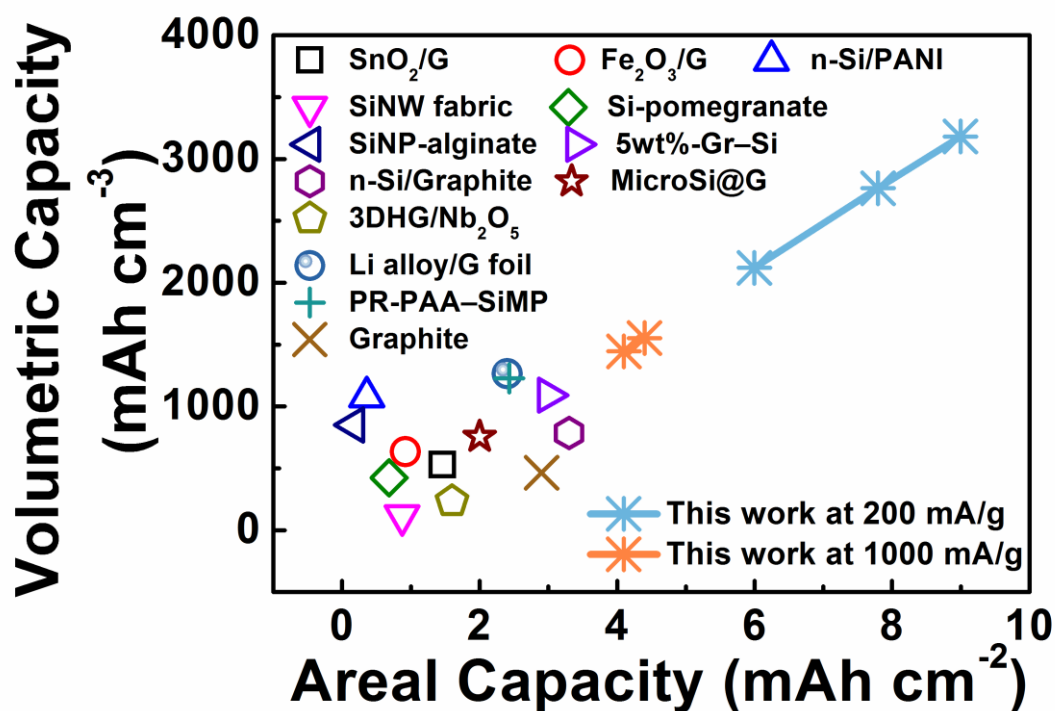 Volumetric Capacity
(mAh cm⁻³)
4000
3000
2000
1000
0
SnO₂/G
Fe₂O₃/G
n-Si/PANI
SiNW fabric
Si-pomegranate
SiNP-alginate
5wt%-Gr–Si
n-Si/Graphite
MicroSi@G
3DHG/Nb₂O₅
Li alloy/G foil
PR-PAA–SiMP
Graphite
This work at 200 mA/g
This work at 1000 mA/g
0 2 4 6 8 10
Areal Capacity (mAh cm⁻²)